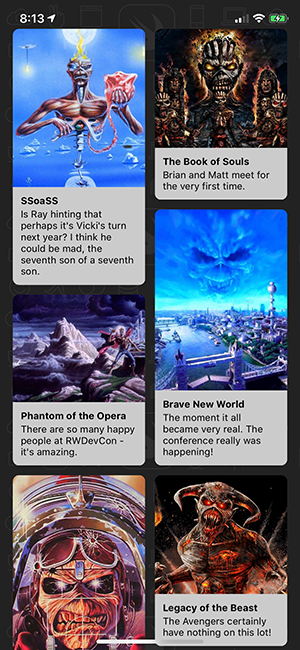 8:13
SSoaSS
Is Ray hinting that
perhaps it's Vicki's turn
next year? I think he
could be mad, the
seventh son of a seventh
son.
The Book of Souls
Brian and Matt meet for
the very first time.
Phantom of the Opera
There are so many happy
people at RWDevCon -
it's amazing.
Brave New World
The moment it all
became very real. The
conference really was
happening!
Legacy of the Beast
The Avengers certainly
have nothing on this lot!